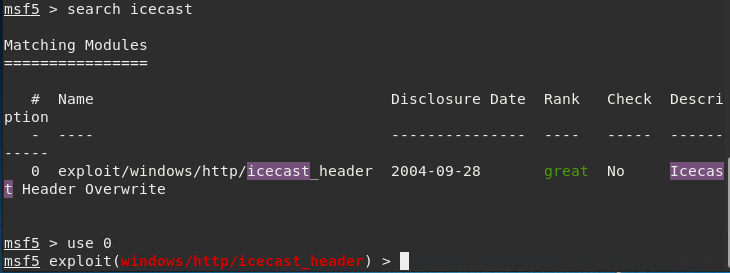 msf5 > search icecast
Matching Modules
================
#  Name                                 Disclosure Date  Rank   Check  Descri
ption
-  ----                                 ---------------  ----   -----  ------
-----
0  exploit/windows/http/icecast_header  2004-09-28       great  No     Icecas
t Header Overwrite
msf5 > use 0
msf5 exploit(windows/http/icecast_header) >